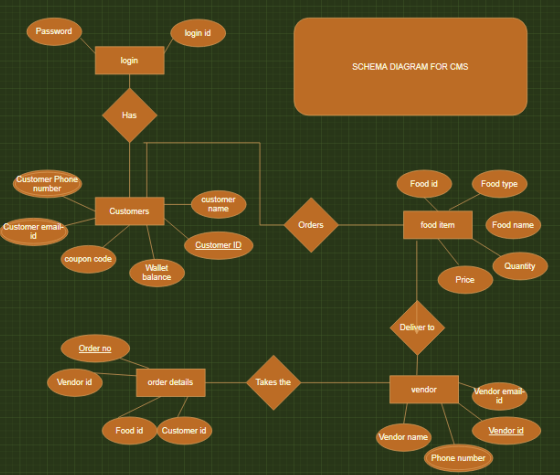 Password
login id
login
SCHEMA DIAGRAM FOR CMS
Has
Customer Phone
number
customer
name
Customers
Customer email-
id
Customer ID
coupon code
Wallet
balance
Orders
Food id
Food type
food item
Food name
Quantity
Price
Deliver to
Order no
Vendor id
order details
Takes the
Food id
Customer id
vendor
Vendor email-
id
Vendor id
Vendor name
Phone number